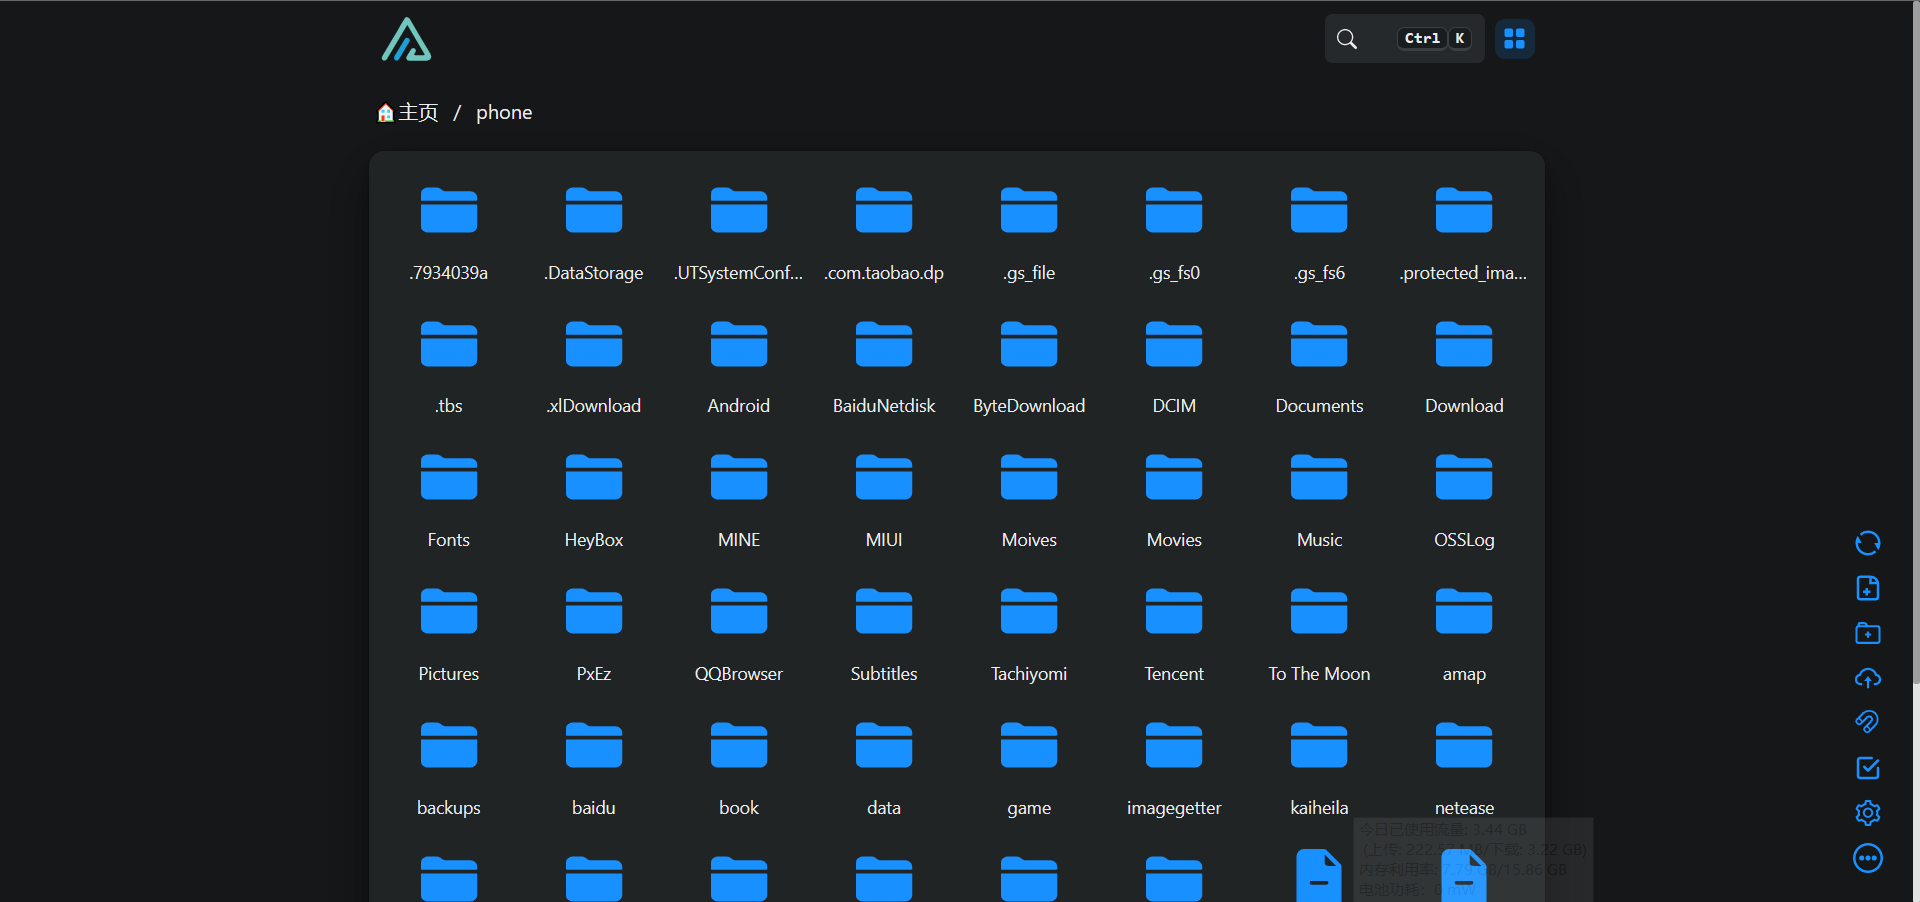 Ctrl K
主页 / phone
.7934039a .DataStorage .UTSystemConf... .com.taobao.dp .gs_file .gs_fs0 .gs_fs6 .protected_ima...
.tbs .xlDownload Android BaiduNetdisk ByteDownload DCIM Documents Download
Fonts HeyBox MINE MIUI Moives Movies Music OSSLog
Pictures PxEz QQBrowser Subtitles Tachiyomi Tencent To The Moon amap
backups baidu book data game imagegetter kaiheila netease
今日已使用流量: 3.44 GB
(上传: 222.57 MB/下载: 3.22 GB)
内存利用率: 7.79 GB/15.86 GB
电池功耗: 0 mW